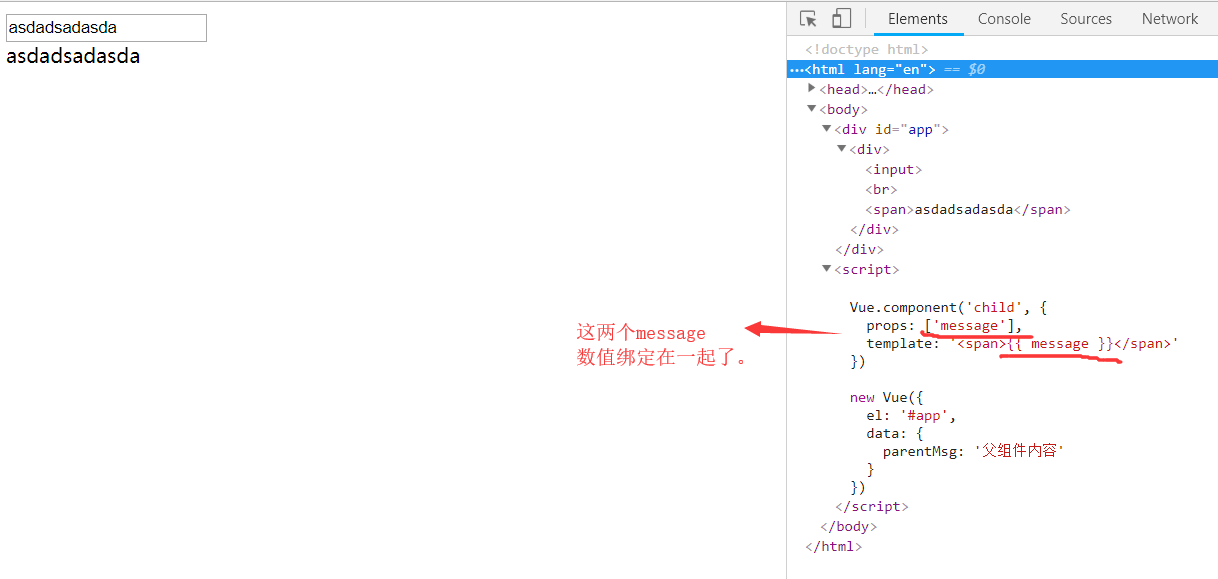 asdadsadasda
asdadsadasda
这两个message
数值绑定在一起了。
Elements Console Sources Network
<!doctype html>
…<html lang="en"> == $0
<head>…</head>
<body>
<div id="app">
<div>
<input>
<br>
<span>asdadsadasda</span>
</div>
</div>
<script>
Vue.component('child', {
props: ['message'],
template: '<span>{{ message }}</span>'
})
new Vue({
el: '#app',
data: {
parentMsg: '父组件内容'
}
})
</script>
</body>
</html>